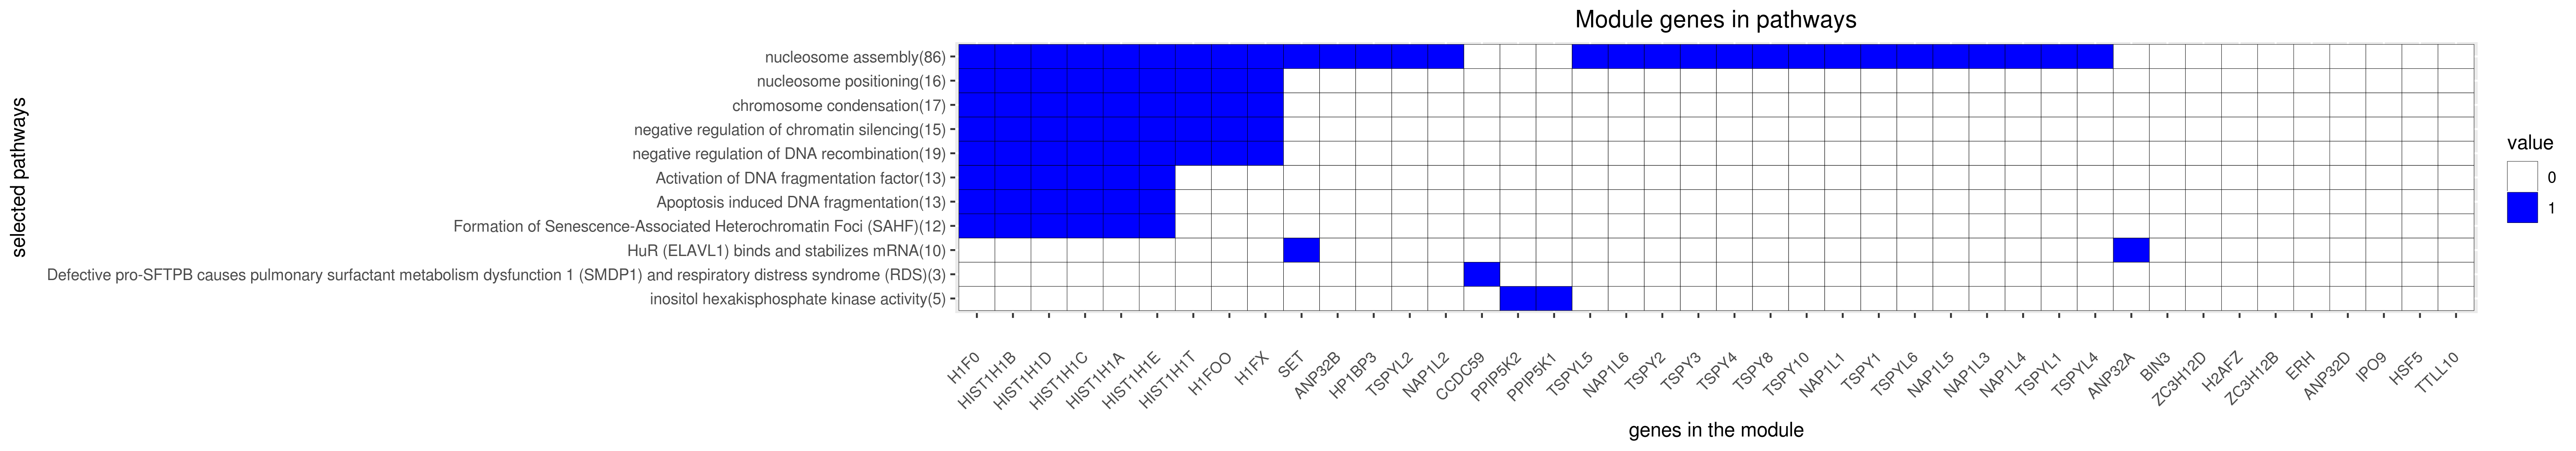 Module genes in pathways
selected pathways
nucleosome assembly(86)
nucleosome positioning(16)
chromosome condensation(17)
negative regulation of chromatin silencing(15)
negative regulation of DNA recombination(19)
Activation of DNA fragmentation factor(13)
Apoptosis induced DNA fragmentation(13)
Formation of Senescence-Associated Heterochromatin Foci (SAHF)(12)
HuR (ELAVL1) binds and stabilizes mRNA(10)
Defective pro-SFTPB causes pulmonary surfactant metabolism dysfunction 1 (SMDP1) and respiratory distress syndrome (RDS)(3)
inositol hexakisphosphate kinase activity(5)
H1F0
HIST1H1B
HIST1H1D
HIST1H1C
HIST1H1A
HIST1H1E
HIST1H1T
H1FOO
H1FX
SET
ANP32B
HP1BP3
TSPYL2
NAP1L2
CCDC59
PPIP5K2
PPIP5K1
TSPYL5
NAP1L6
TSPY2
TSPY3
TSPY4
TSPY8
TSPY10
NAP1L1
TSPY1
TSPYL6
NAP1L5
NAP1L3
NAP1L4
TSPYL1
TSPYL4
ANP32A
BIN3
ZC3H12D
H2AFZ
ZC3H12B
ERH
ANP32D
IPO9
HSF5
TTLL10
genes in the module
value
0
1